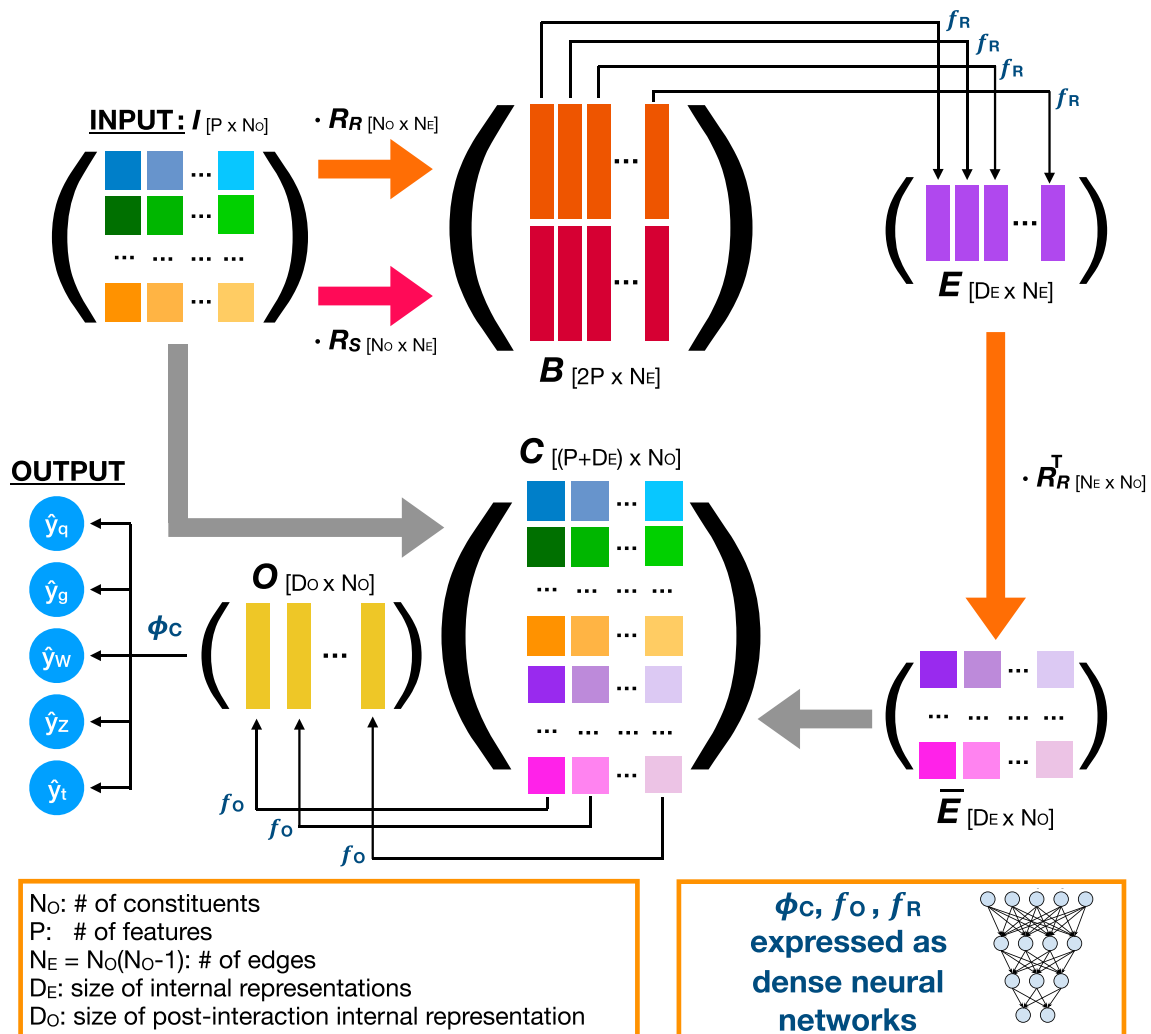 INPUT: I [P x NO]
· RR [NO x NE]
· RS [NO x NE]
fR
fR
fR
fR
B [2P x NE]
E [DE x NE]
· RTR [NE x NO]
C [(P+DE) x NO]
E̅ [DE x NO]
O [DO x NO]
fO
fO
fO
ϕC
OUTPUT
ŷq
ŷg
ŷW
ŷZ
ŷt
NO: # of constituents
P: # of features
NE = NO(NO-1): # of edges
DE: size of internal representations
DO: size of post-interaction internal representation
ϕC, fO , fR
expressed as
dense neural
networks